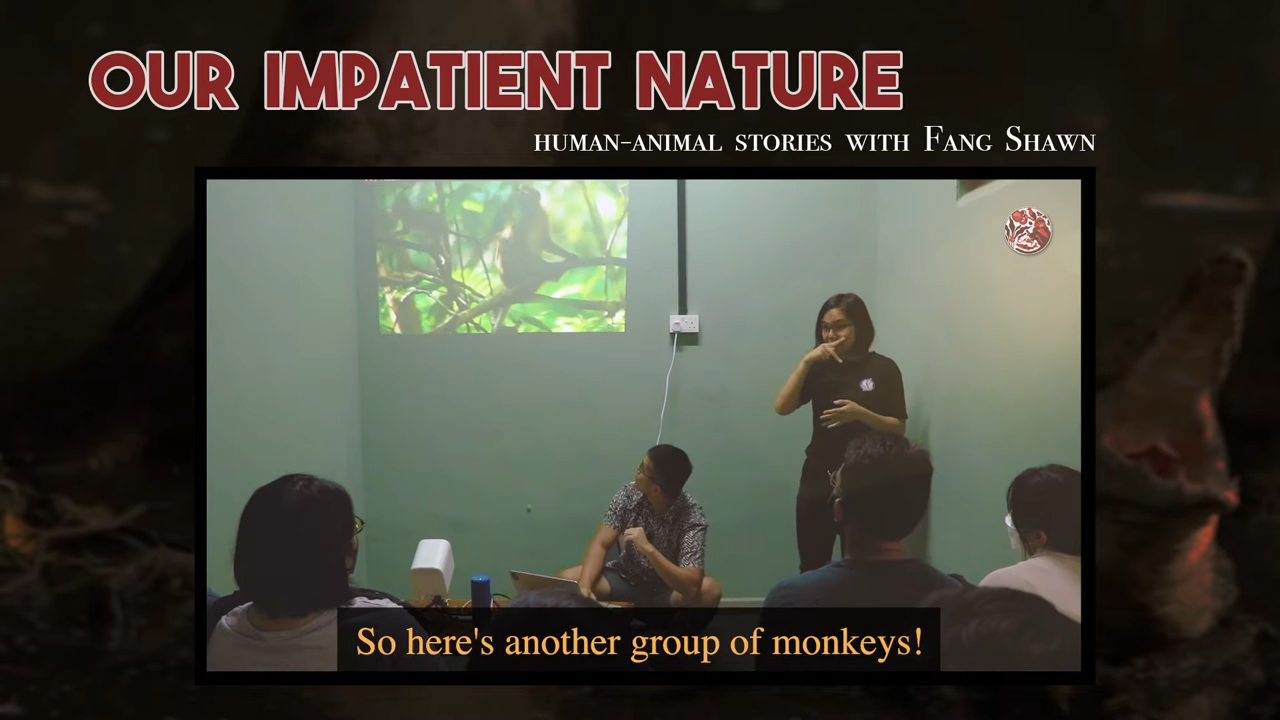 OUR IMPATIENT NATURE
HUMAN-ANIMAL STORIES WITH FANG SHAWN
So here's another group of monkeys!